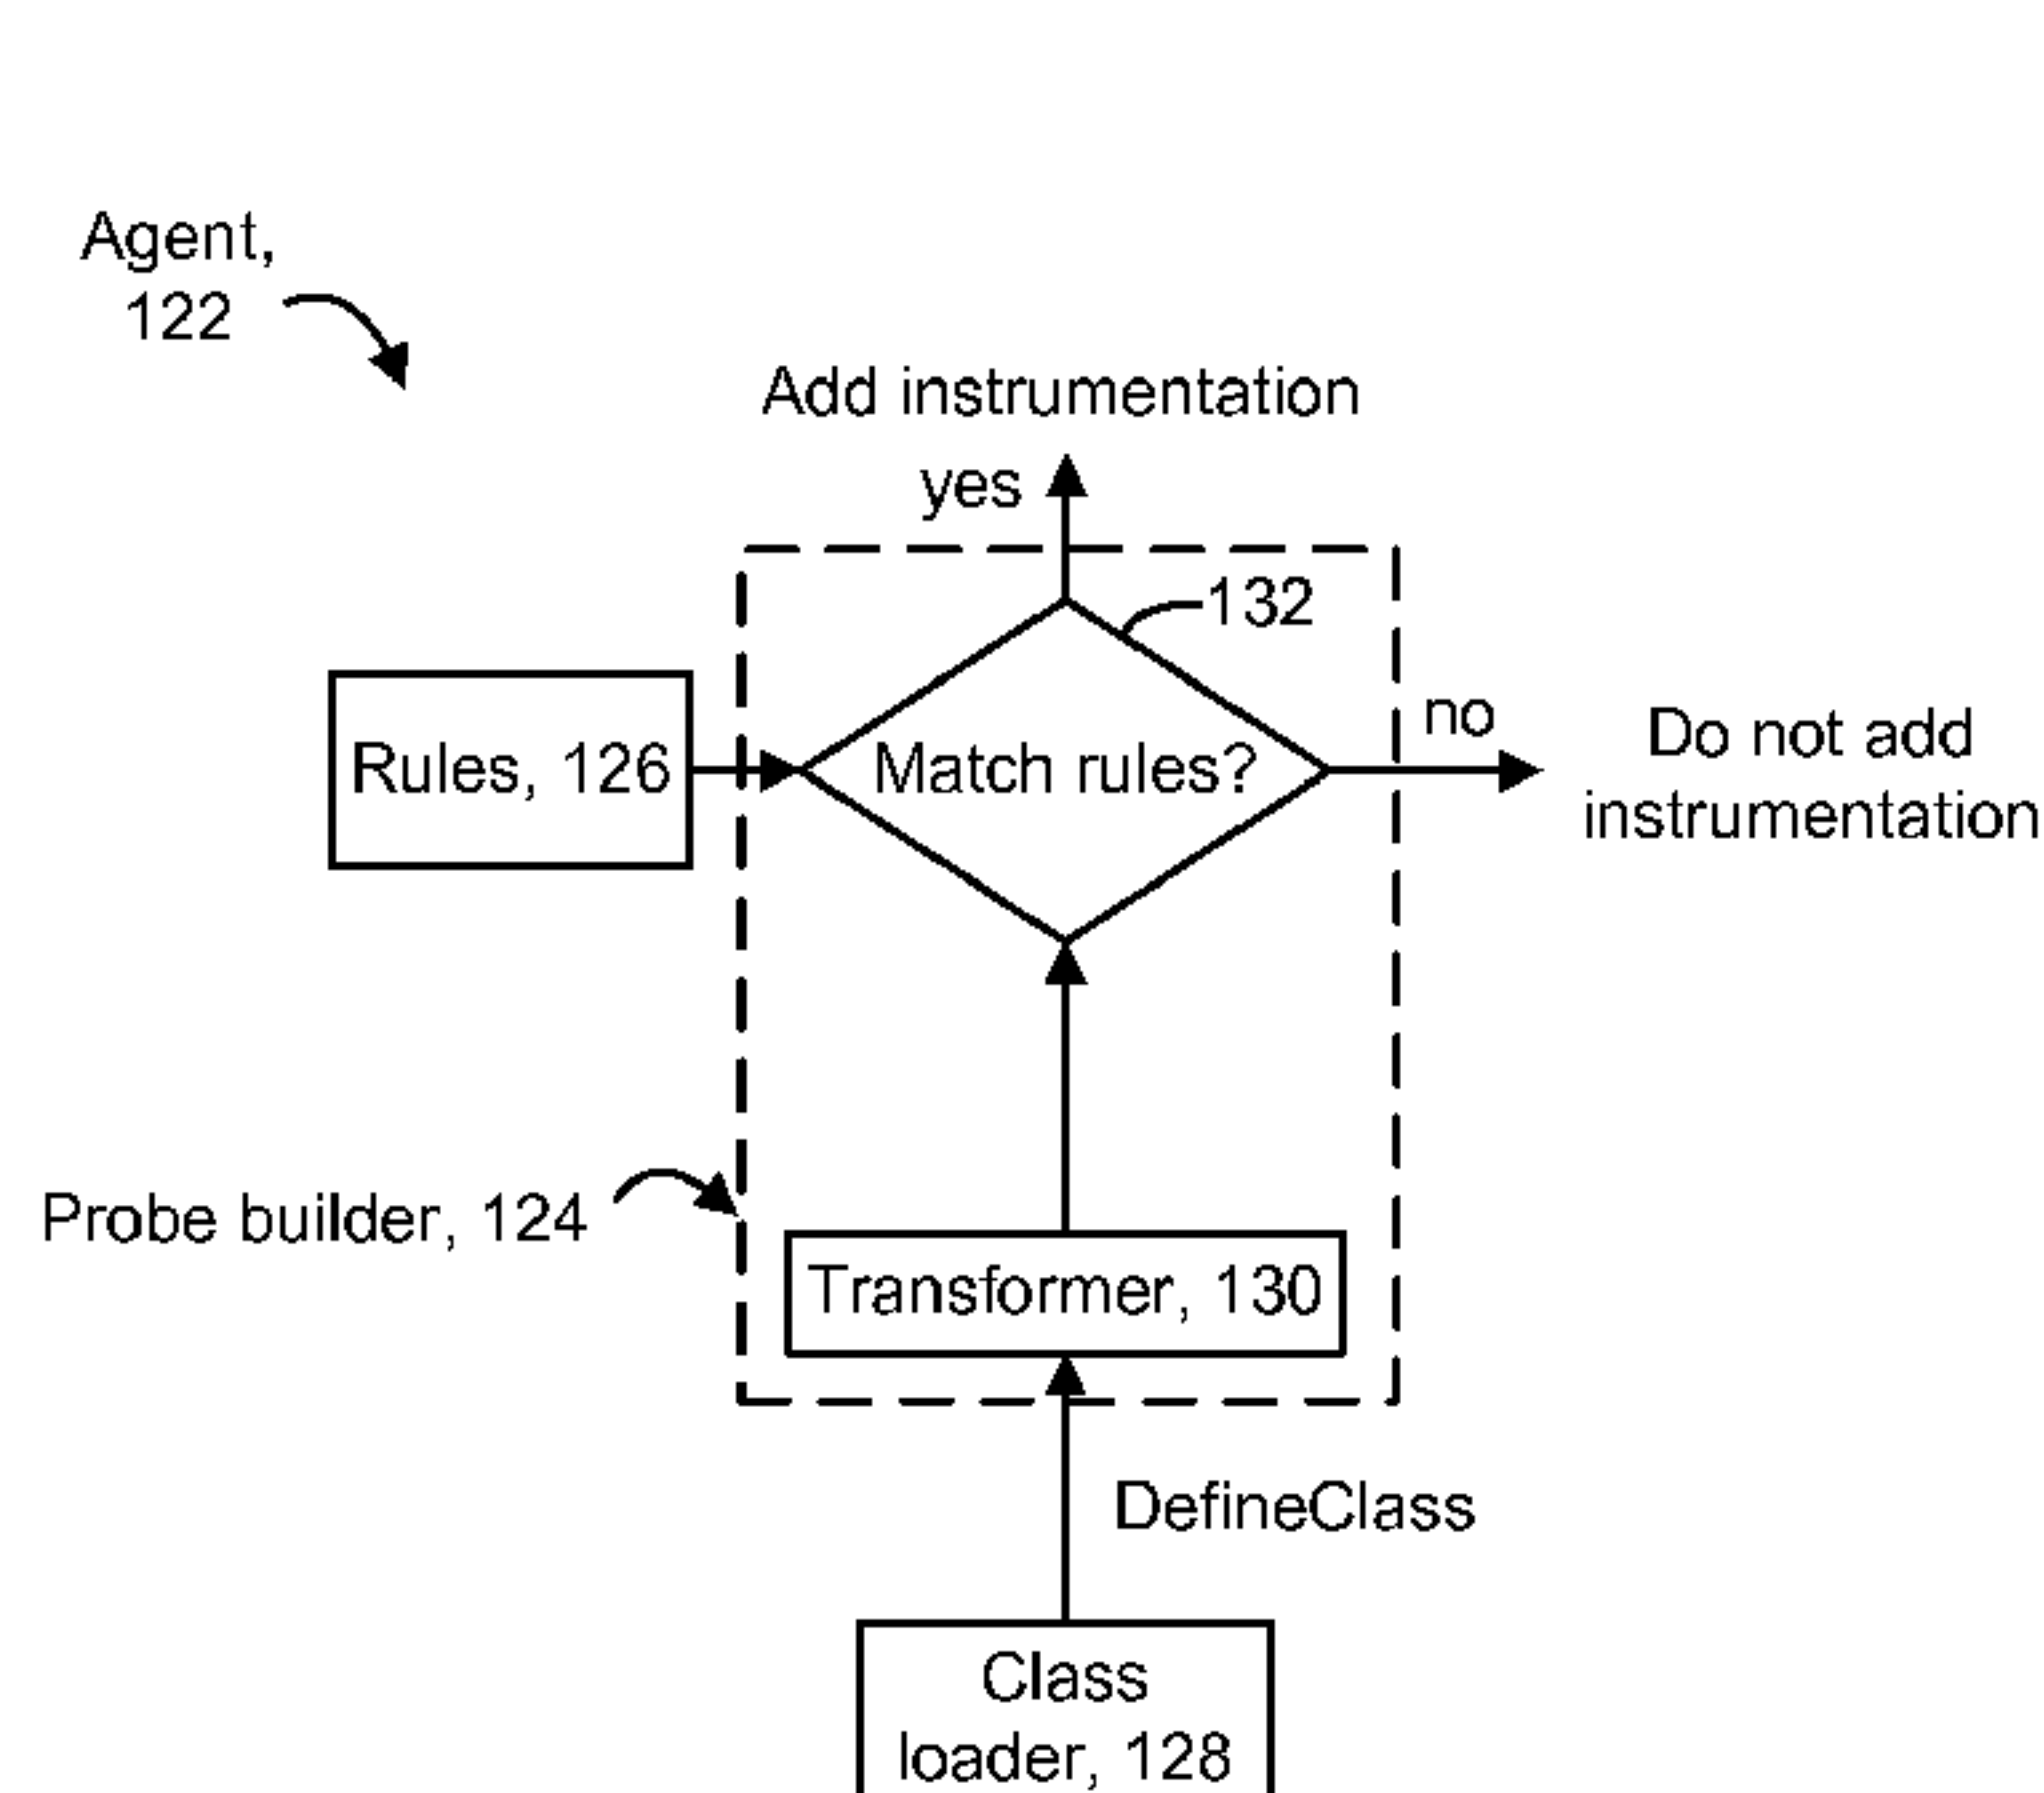 Agent,
122
Add instrumentation
yes
132
Rules, 126
Match rules?
no
Do not add
instrumentation
Probe builder, 124
Transformer, 130
DefineClass
Class
loader, 128